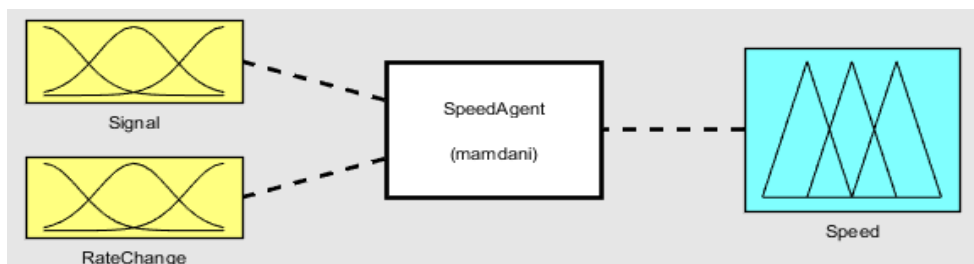 Signal
SpeedAgent
(mamdani)
RateChange
Speed